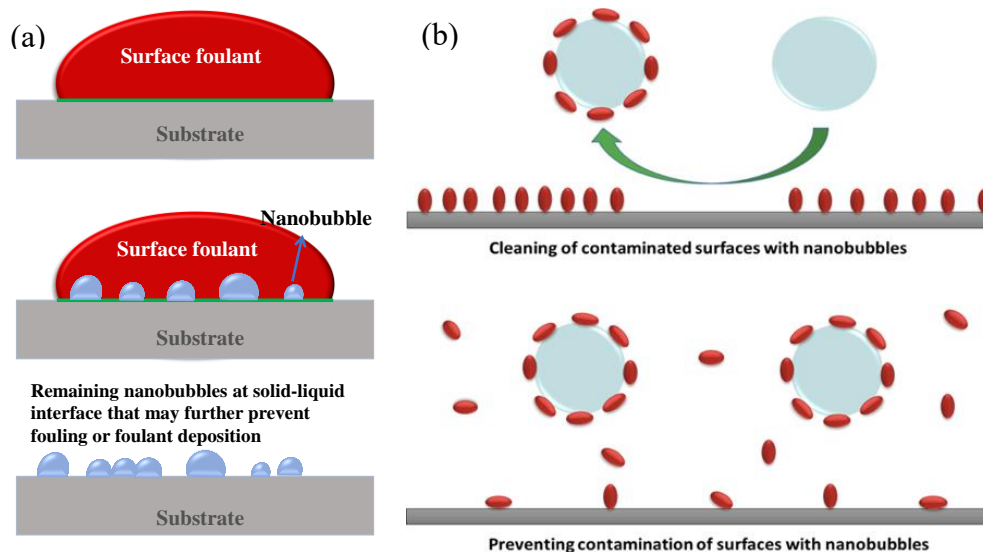 (a)
Surface foulant
Substrate
Nanobubble
Surface foulant
Substrate
Remaining nanobubbles at solid-liquid
interface that may further prevent
fouling or foulant deposition
Substrate
(b)
Cleaning of contaminated surfaces with nanobubbles
Preventing contamination of surfaces with nanobubbles